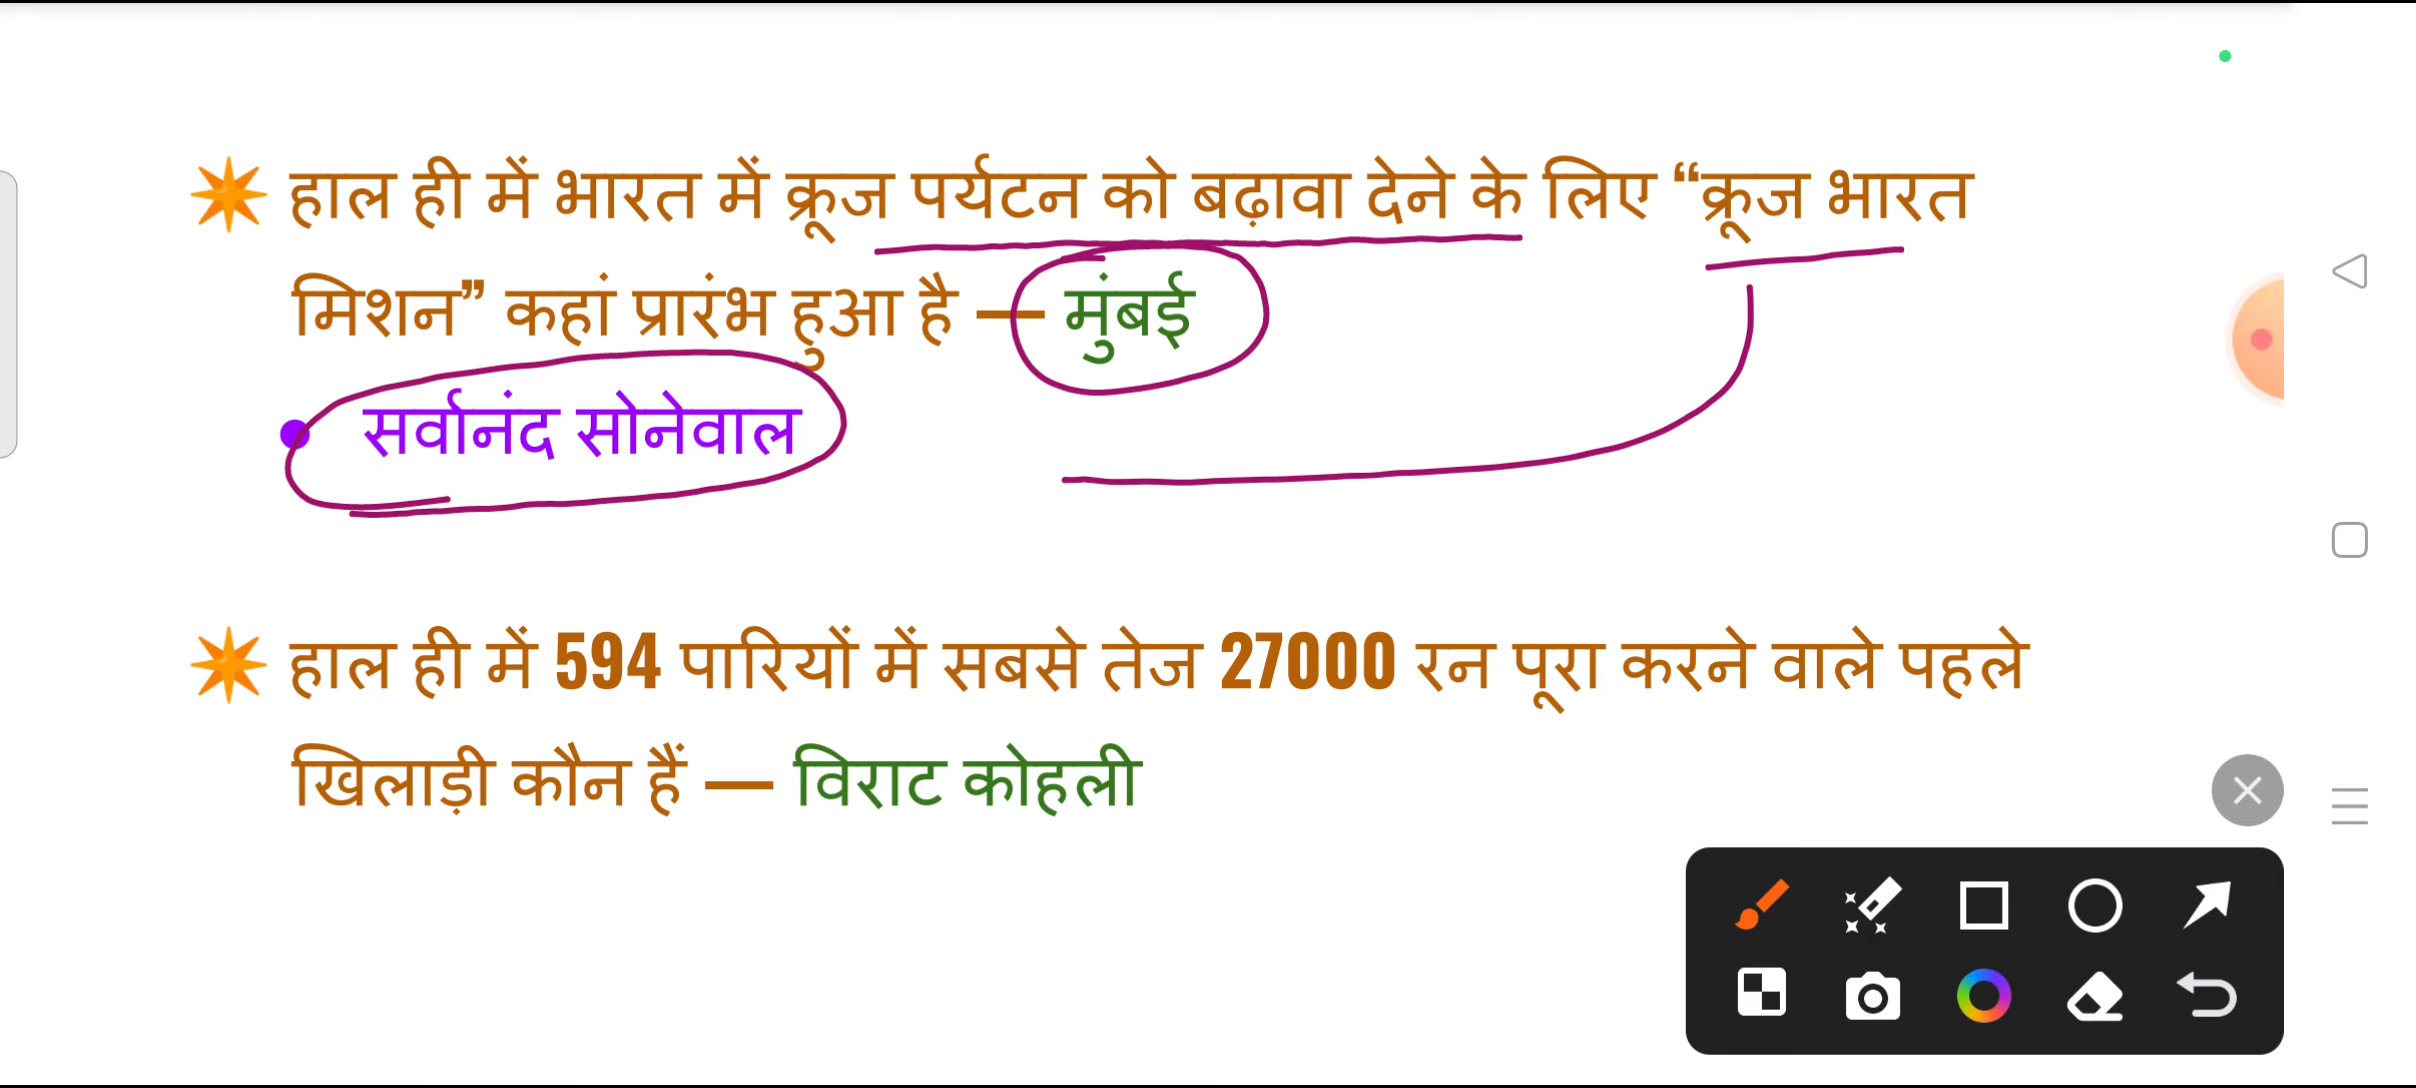 हाल ही में भारत में क्रूज पर्यटन को बढ़ावा देने के लिए “क्रूज भारत
मिशन” कहां प्रारंभ हुआ है — मुंबई
सर्वानंद सोनेवाल
हाल ही में 594 पारियों में सबसे तेज 27000 रन पूरा करने वाले पहले
खिलाड़ी कौन हैं — विराट कोहली